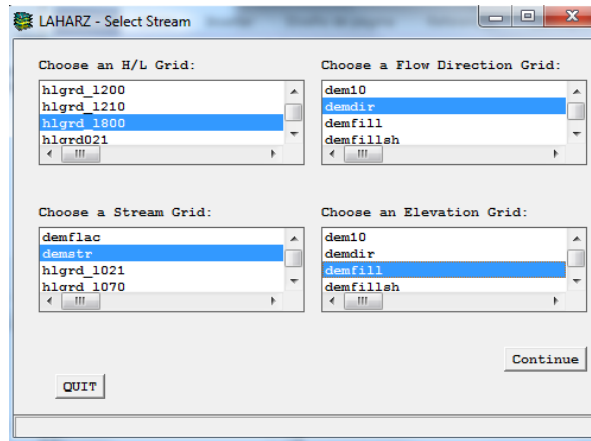 LAHARZ - Select Stream
Choose an H/L Grid:
hlgrd_1200
hlgrd_1210
hlgrd_1800
hlgrd021
Choose a Flow Direction Grid:
dem10
demdir
demfill
demfillsh
Choose a Stream Grid:
demflac
demstr
hlgrd_1021
hlgrd_1070
Choose an Elevation Grid:
dem10
demdir
demfill
demfillsh
Continue
QUIT